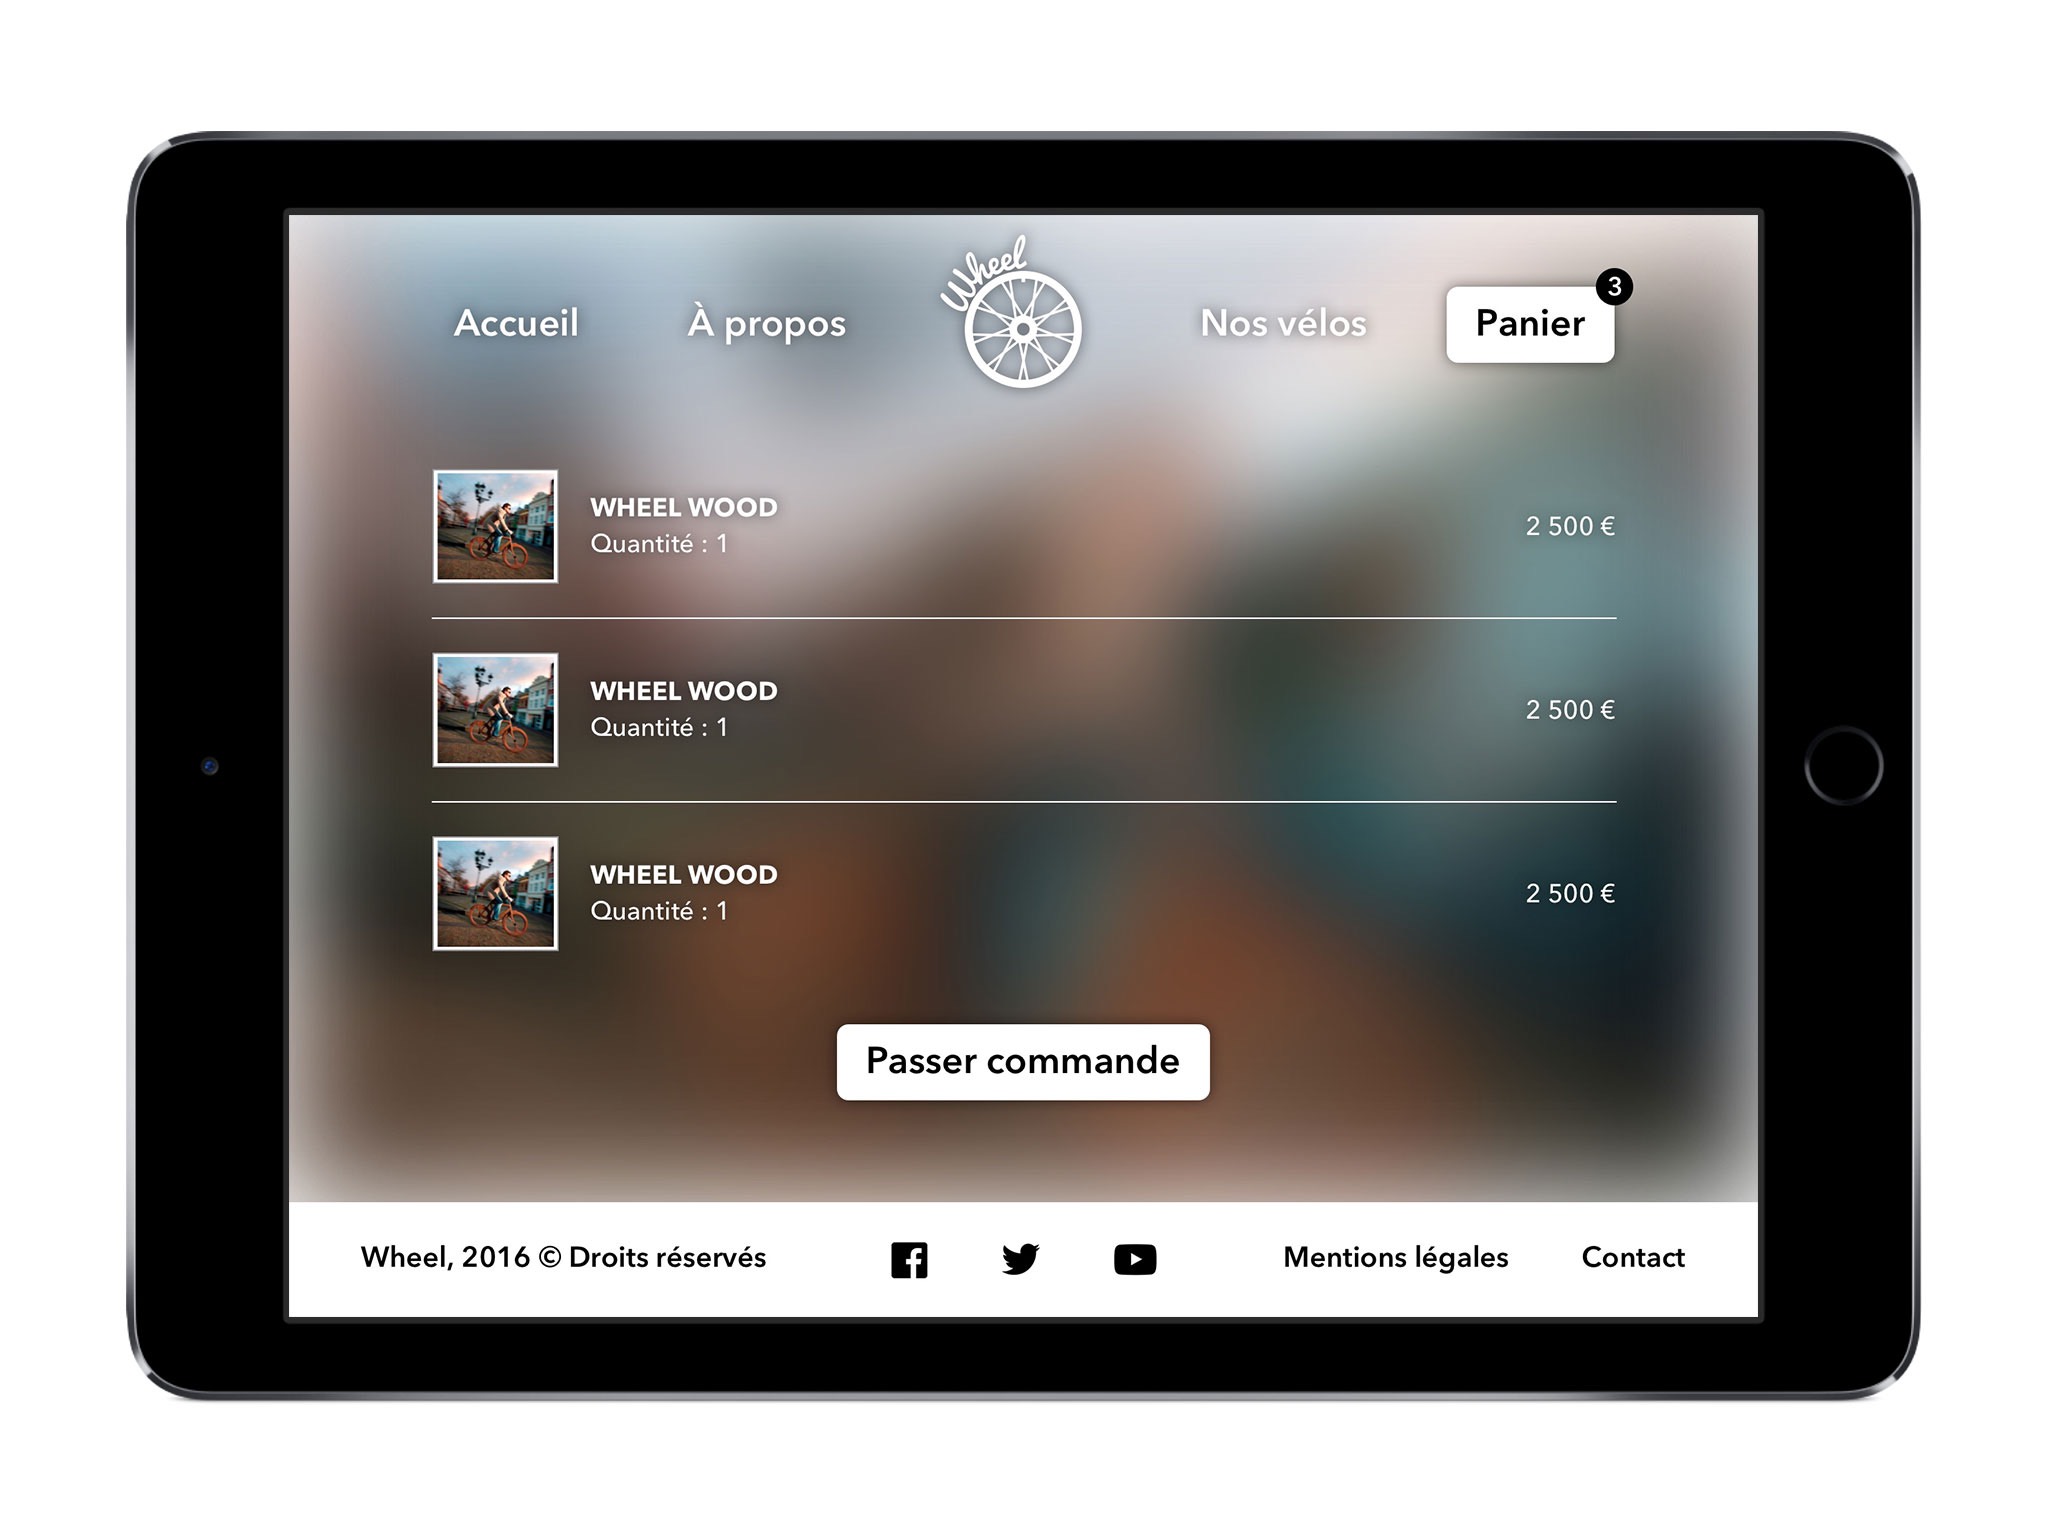 Wheel
Accueil
À propos
Nos vélos
Panier
3
WHEEL WOOD
Quantité : 1
2 500 €
WHEEL WOOD
Quantité : 1
2 500 €
WHEEL WOOD
Quantité : 1
2 500 €
Passer commande
Wheel, 2016 © Droits réservés
Mentions légales
Contact